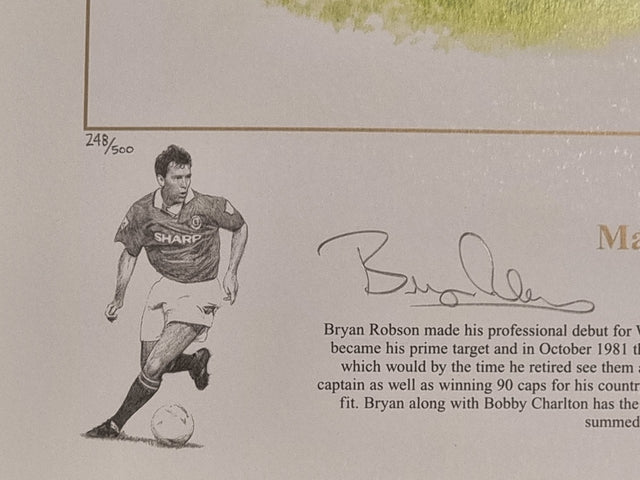 248/500
SHARP
Bryan Robson made his professional debut for
became his prime target and in October 1981
which would by the time he retired see them
captain as well as winning 90 caps for his
fit. Bryan along with Bobby Charlton has the
summed